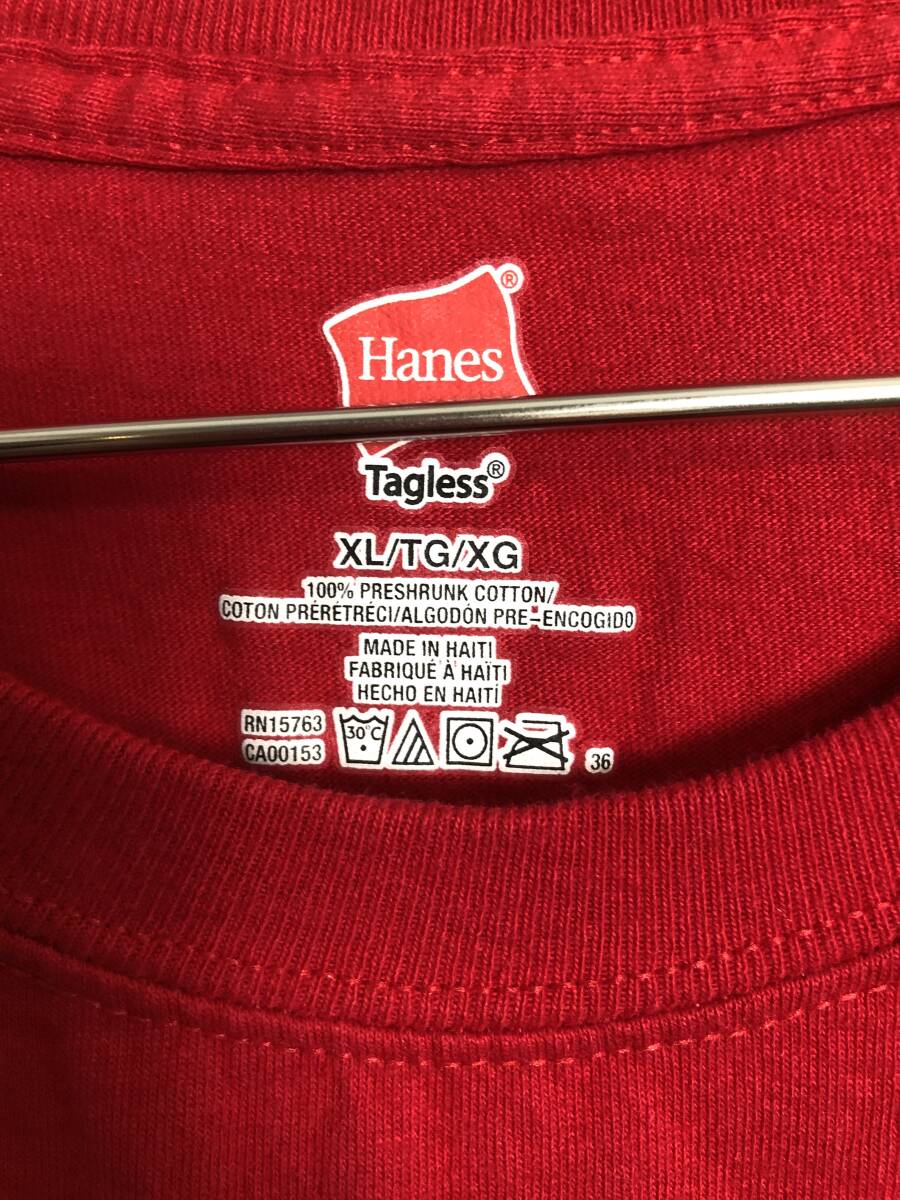 Hanes®
Tagless®
XL/TG/XG
100% PRESHRUNK COTTON/
COTON PRÉRÉTRÉCI/ALGODÓN PRE-ENCOGIDO
MADE IN HAITI
FABRIQUÉ À HAÏTI
HECHO EN HAITÍ
RN15763
CA00153
30°C
36